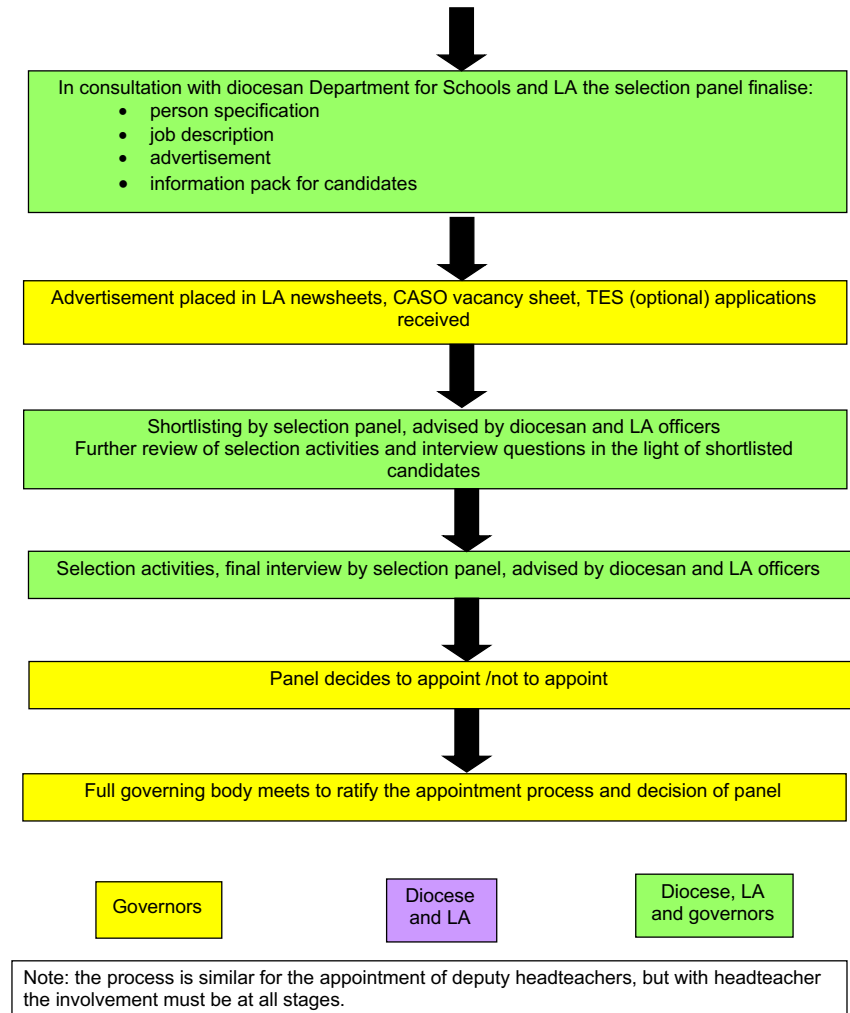 In consultation with diocesan Department for Schools and LA the selection panel finalise:
• person specification
• job description
• advertisement
• information pack for candidates
Advertisement placed in LA newsheets, CASO vacancy sheet, TES (optional) applications
received
Shortlisting by selection panel, advised by diocesan and LA officers
Further review of selection activities and interview questions in the light of shortlisted
candidates
Selection activities, final interview by selection panel, advised by diocesan and LA officers
Panel decides to appoint /not to appoint
Full governing body meets to ratify the appointment process and decision of panel
Governors
Diocese
and LA
Diocese, LA
and governors
Note: the process is similar for the appointment of deputy headteachers, but with headteacher
the involvement must be at all stages.